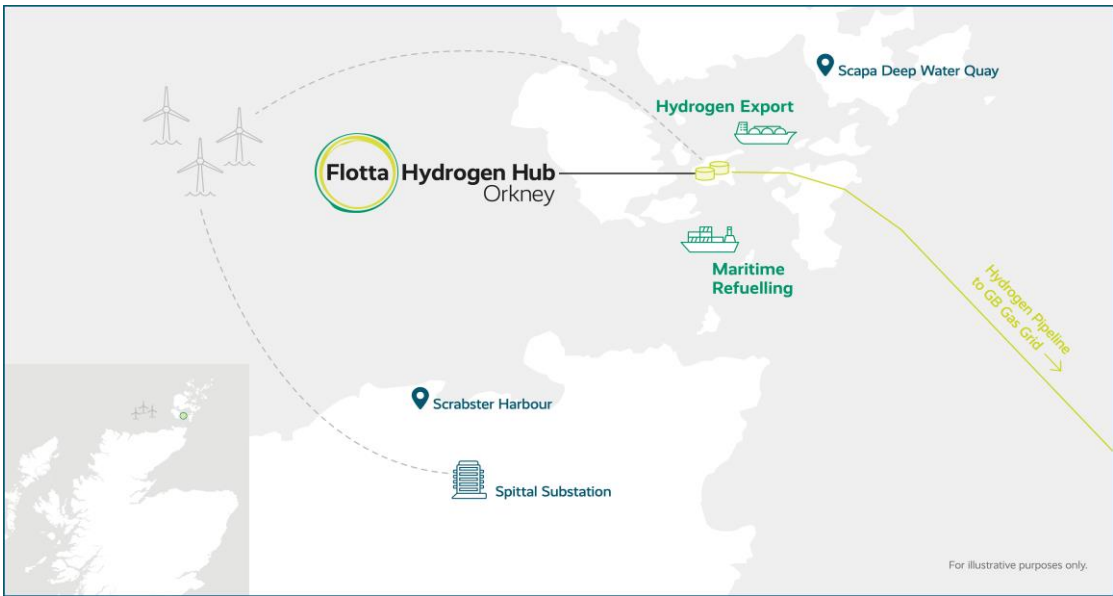 Scapa Deep Water Quay
Hydrogen Export
Flotta Hydrogen Hub
Orkney
Maritime
Refuelling
Hydrogen Pipeline
to GB Gas Grid
Scrabster Harbour
Spittal Substation
For illustrative purposes only.